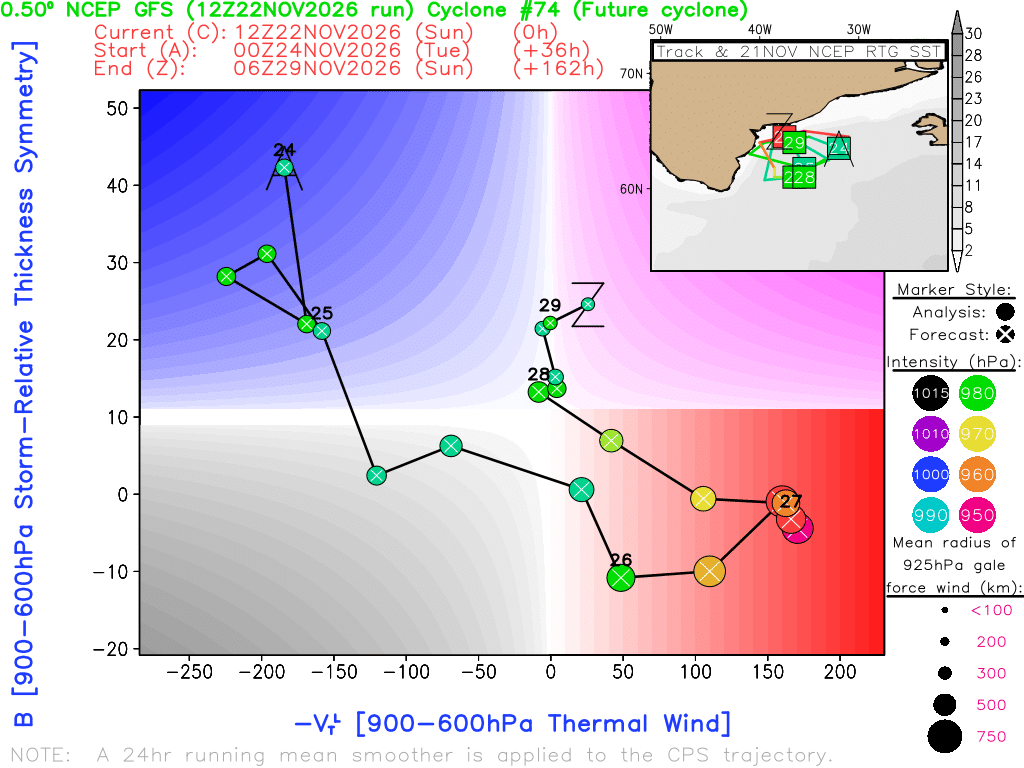 0.50º NCEP GFS (12Z22NOV2026 run) Cyclone #74 (Future cyclone)
Current (C): 12Z22NOV2026 (Sun) (0h)
Start (A): 00Z24NOV2026 (Tue) (+36h)
End (Z): 06Z29NOV2026 (Sun) (+162h)
50W 40W 30W
Track & 21NOV NCEP RTG SST
70N
60N
Z
29
24
A
228
30
28
26
23
20
17
14
11
8
5
2
B [900-600hPa Storm-Relative Thickness Symmetry]
50
40
30
20
10
0
-10
-20
24
A
25
29
Z
28
27
26
-250 -200 -150 -100 -50 0 50 100 150 200
-VTL [900-600hPa Thermal Wind]
Marker Style:
Analysis:
Forecast:
Intensity (hPa):
1015 980
1010 970
1000 960
990 950
Mean radius of
925hPa gale
force wind (km):
<100
200
300
500
750
NOTE: A 24hr running mean smoother is applied to the CPS trajectory.